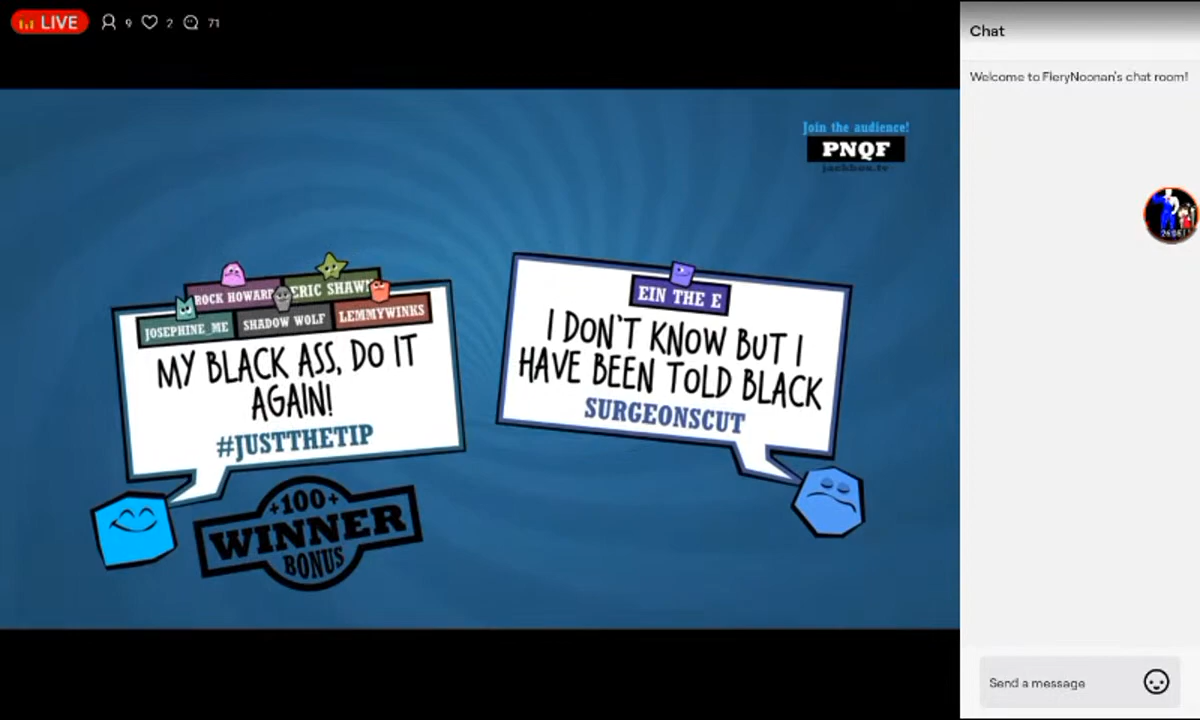 LIVE 9 2 71
Chat
Welcome to FIeryNoonan's chat room!
Join the audience!
PNQF
jackbox.tv
ROCK HOWARD ERIC SHAWN
JOSEPHINE_ME SHADOW WOLF LEMMYWINKS
MY BLACK ASS, DO IT
AGAIN!
#JUSTTHETIP
+100+
WINNER
BONUS
EIN THE E
I DON'T KNOW BUT I
HAVE BEEN TOLD BLACK
SURGEONSCUT
Send a message